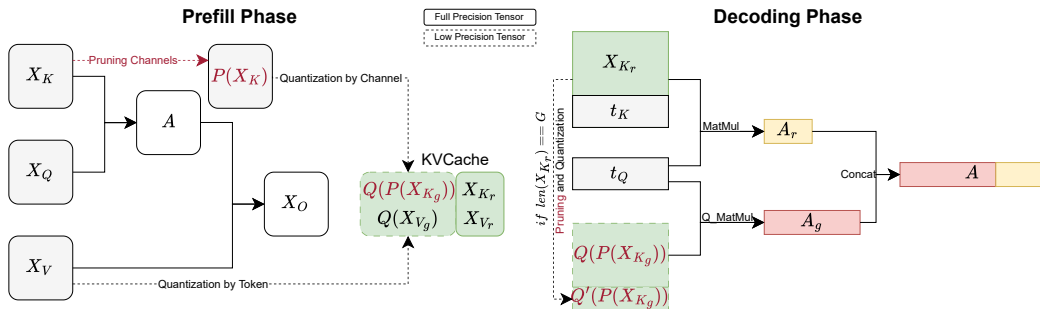 Prefill Phase
Full Precision Tensor
Low Precision Tensor
Decoding Phase
X_K
Pruning Channels
P(X_K)
Quantization by Channel
A
X_Q
X_O
X_V
Quantization by Token
KVCache
Q(P(X_{K_g}))
X_{K_r}
Q(X_{V_g})
X_{V_r}
if len(X_{K_r}) == G
Pruning and Quantization
X_{K_r}
t_K
t_Q
MatMul
A_r
Concat
A
Q_MatMul
A_g
Q(P(X_{K_g}))
Q'(P(X_{K_g}))